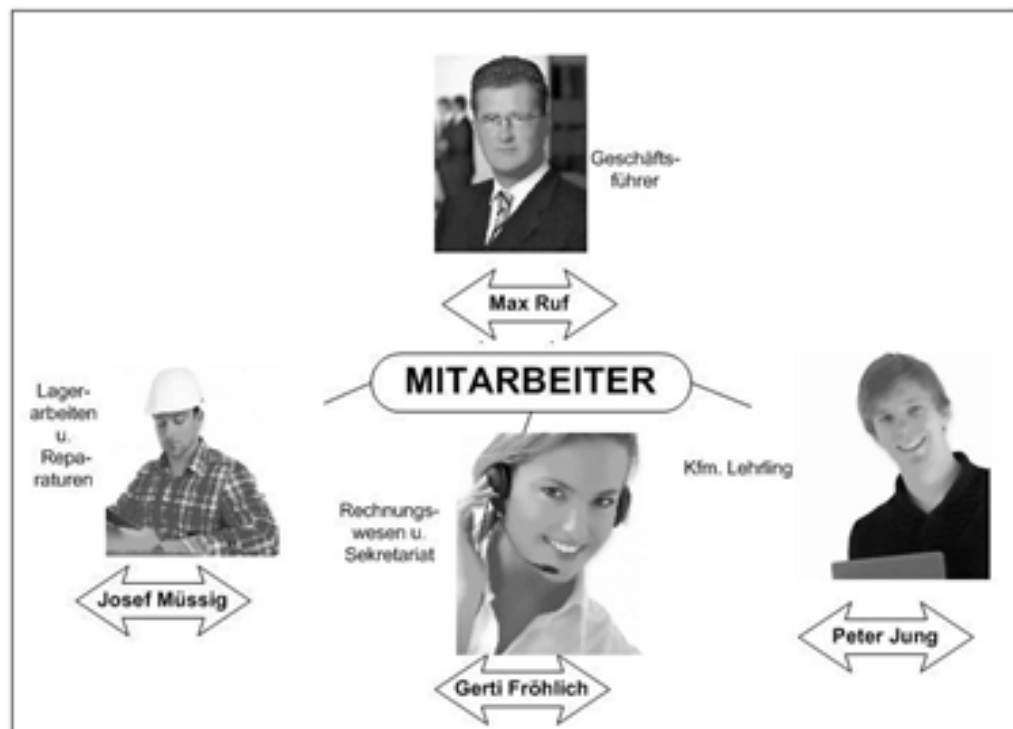 Geschäfts-
führer
Max Ruf
MITARBEITER
Lager-
arbeiten
u.
Repa-
raturen
Josef Müssig
Rechnungs-
wesen u.
Sekretariat
Gerti Fröhlich
Kfm. Lehrling
Peter Jung